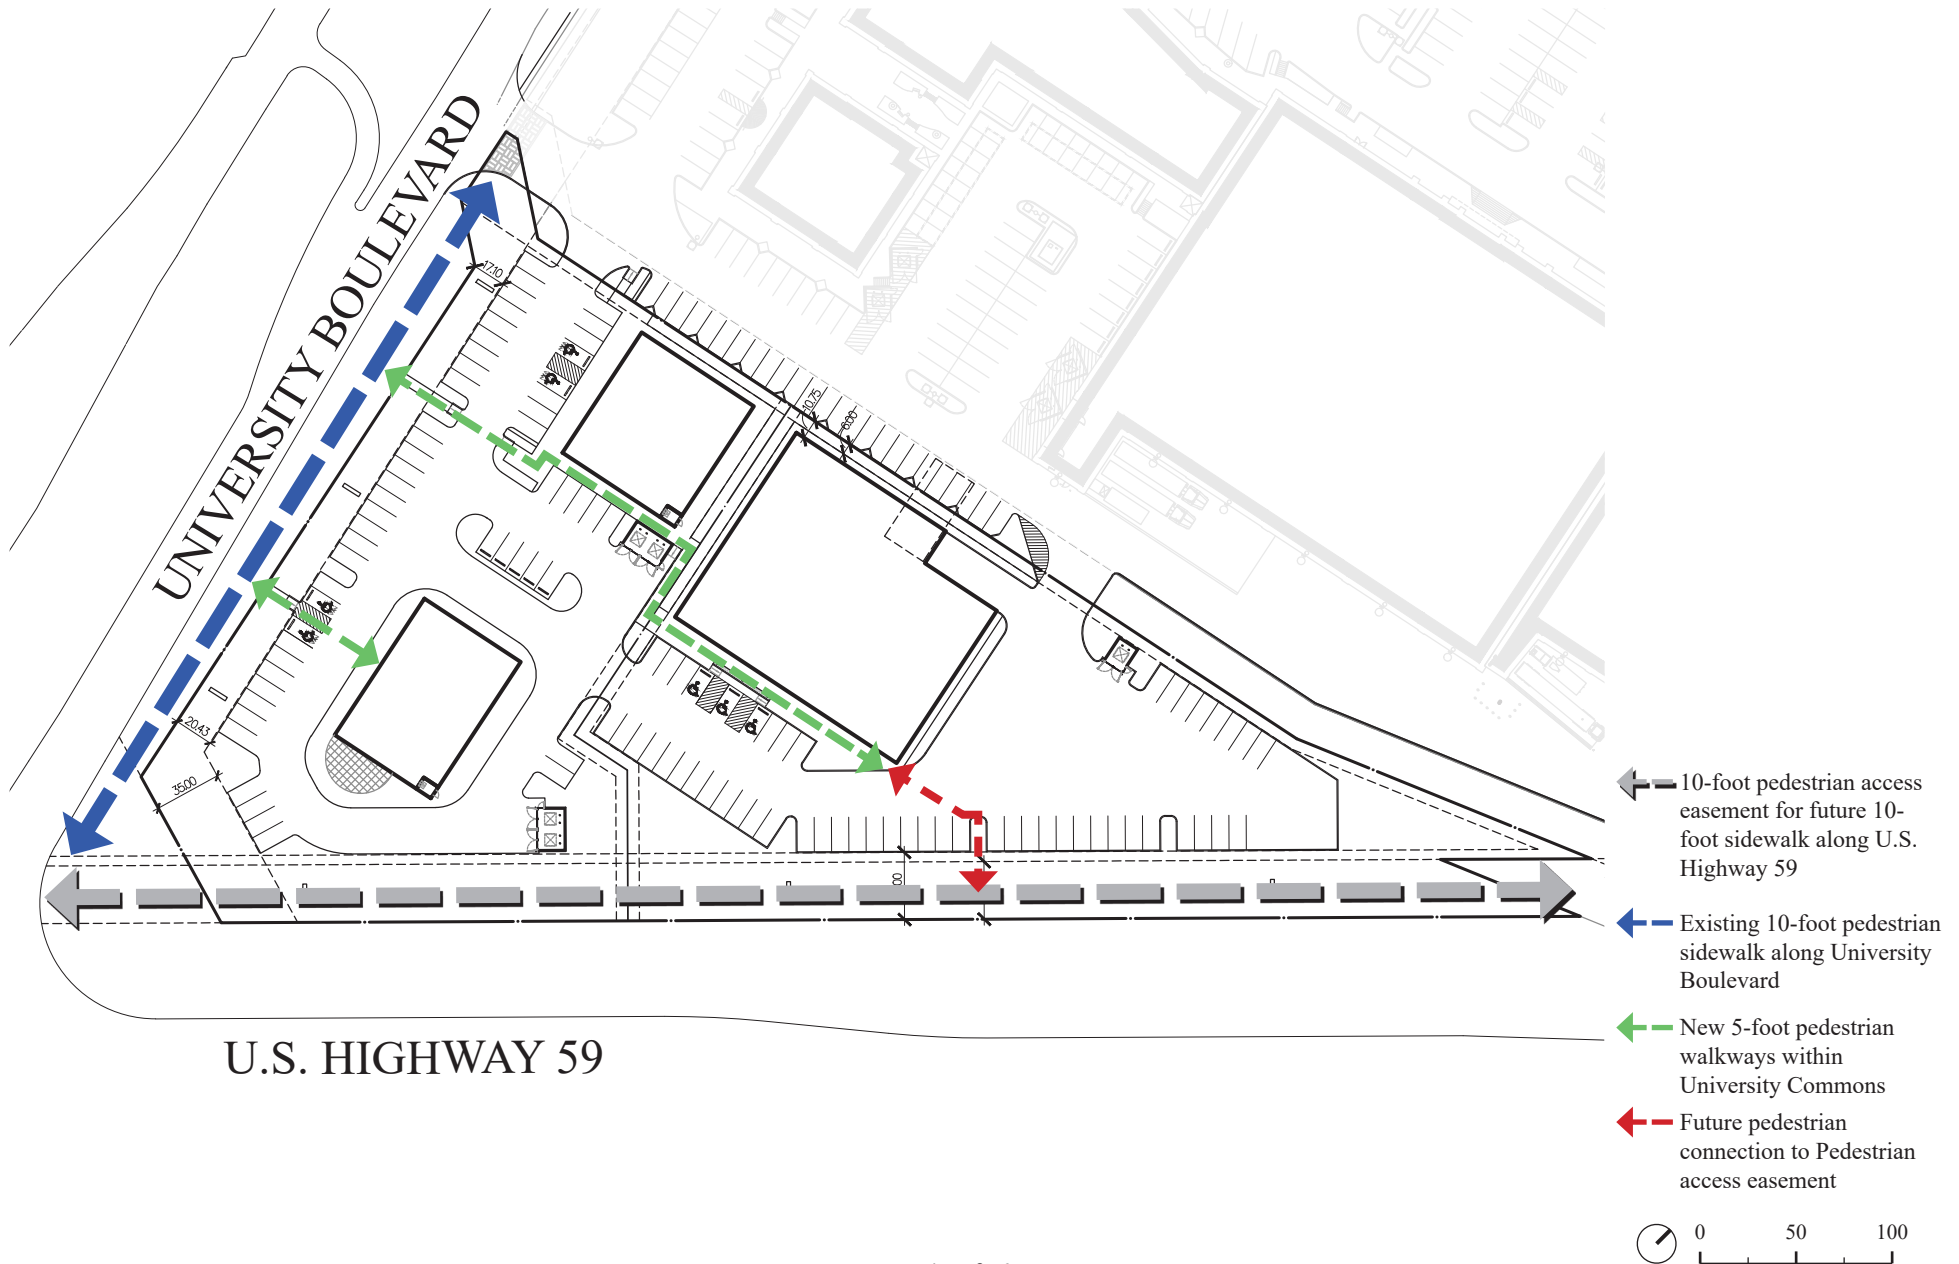 UNIVERSITY BOULEVARD
17.10
10.75
6.00
20.43
35.00
00
U.S. HIGHWAY 59
10-foot pedestrian access
easement for future 10-
foot sidewalk along U.S.
Highway 59
Existing 10-foot pedestrian
sidewalk along University
Boulevard
New 5-foot pedestrian
walkways within
University Commons
Future pedestrian
connection to Pedestrian
access easement
0 50 100